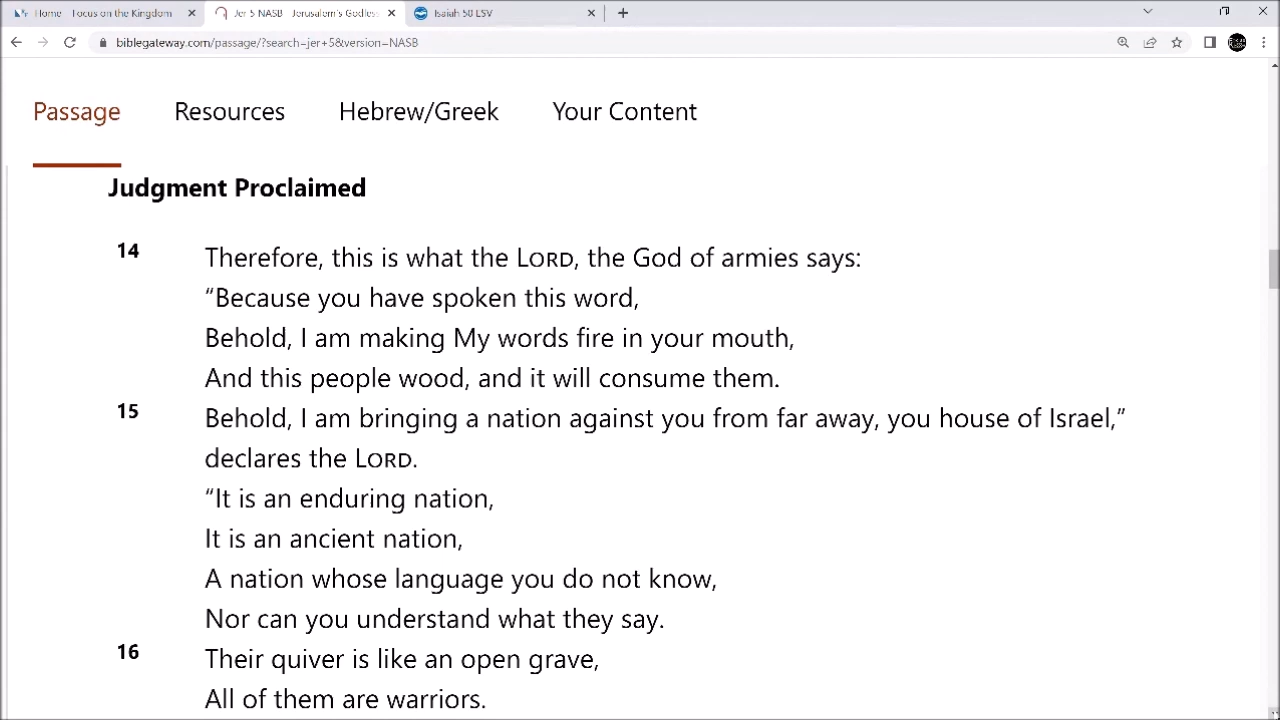 Home - Focus on the Kingdom
Jer 5 NASB - Jerusalem's Godless
Isaiah 50 LSV
biblegateway.com/passage/?search=jer+5&version=NASB
Passage Resources Hebrew/Greek Your Content
Judgment Proclaimed
14 Therefore, this is what the LORD, the God of armies says:
“Because you have spoken this word,
Behold, I am making My words fire in your mouth,
And this people wood, and it will consume them.
15 Behold, I am bringing a nation against you from far away, you house of Israel,”
declares the LORD.
“It is an enduring nation,
It is an ancient nation,
A nation whose language you do not know,
Nor can you understand what they say.
16 Their quiver is like an open grave,
All of them are warriors.